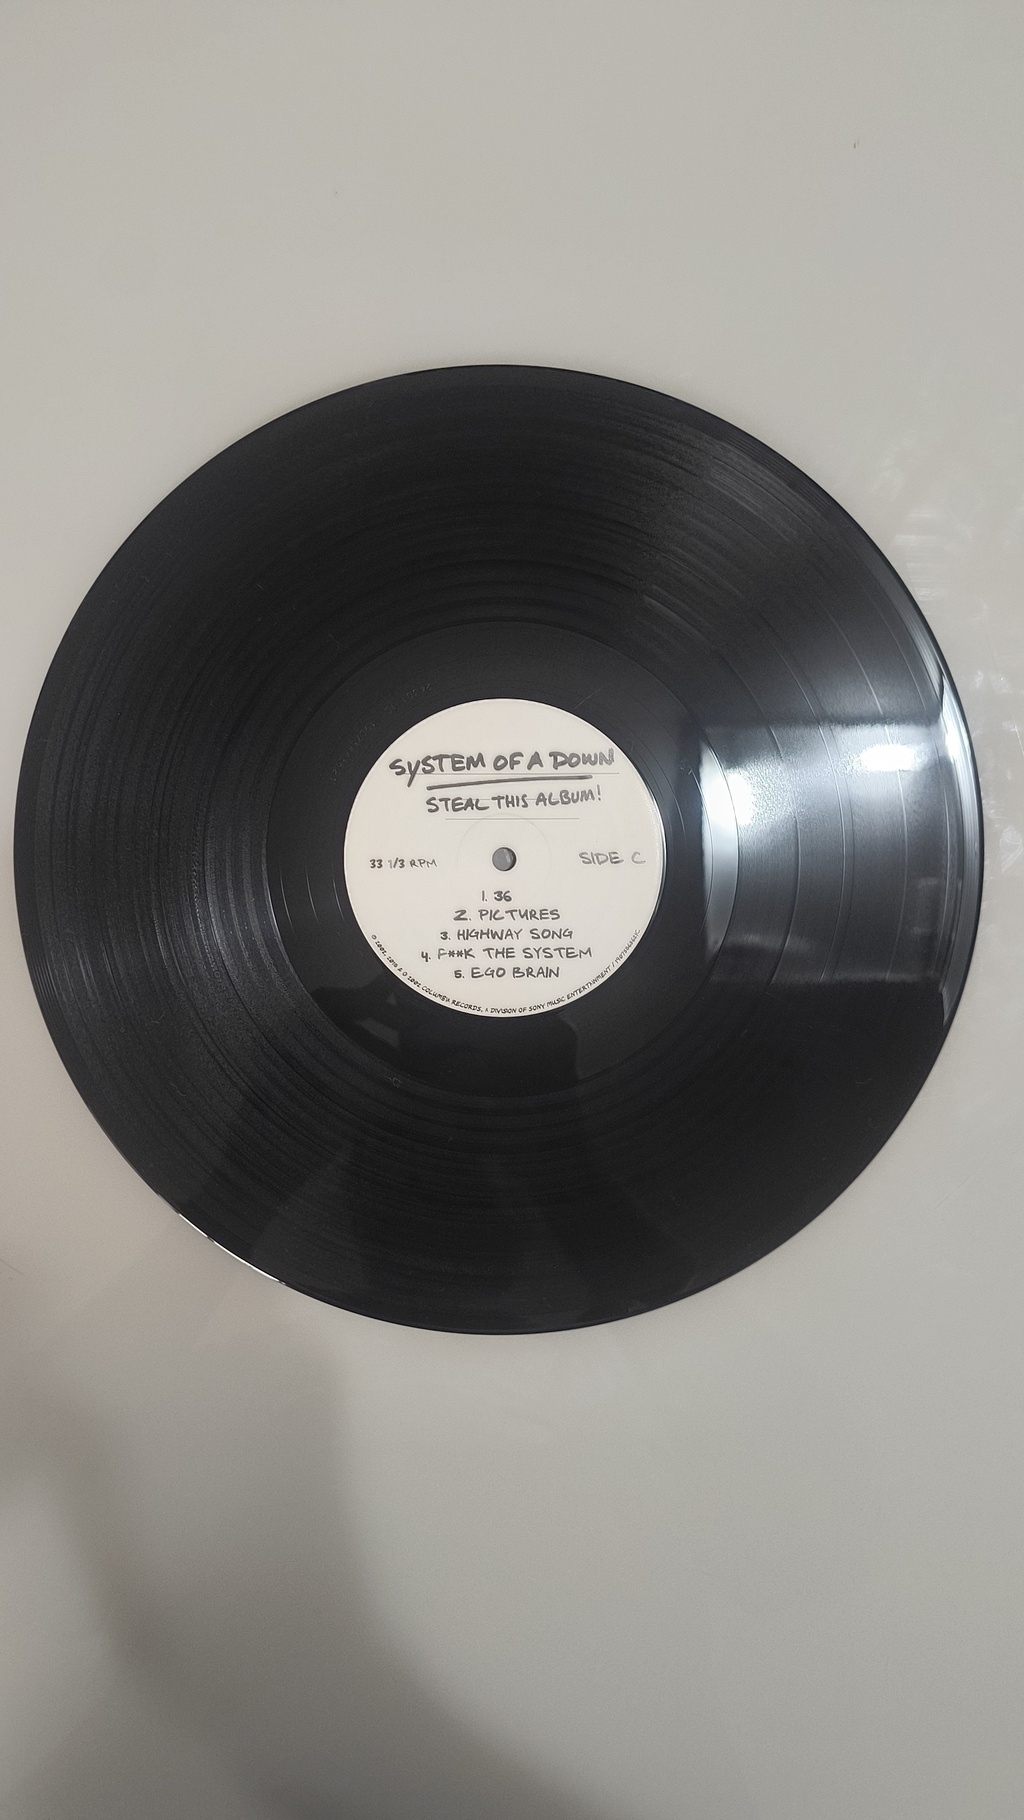 SYSTEM OF A DOWN
STEAL THIS ALBUM!
33 1/3 RPM
SIDE C
1. 36
2. PICTURES
3. HIGHWAY SONG
4. F**K THE SYSTEM
5. EGO BRAIN
2002 COLUMBIA RECORDS, A DIVISION OF SONY MUSIC ENTERTAINMENT /